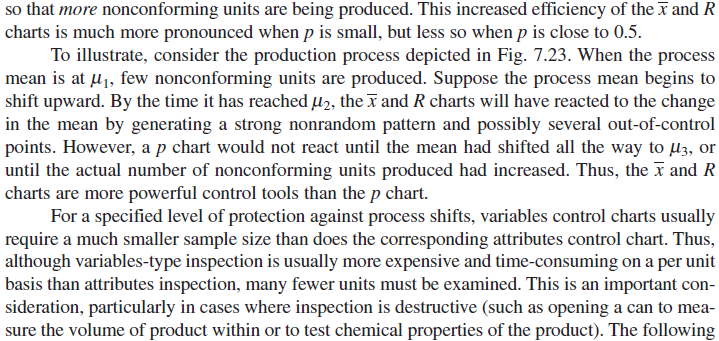 so that more nonconforming units are being produced. This increased efficiency of the x̄ and R
charts is much more pronounced when p is small, but less so when p is close to 0.5.
To illustrate, consider the production process depicted in Fig. 7.23. When the process
mean is at μ₁, few nonconforming units are produced. Suppose the process mean begins to
shift upward. By the time it has reached μ₂, the x̄ and R charts will have reacted to the change
in the mean by generating a strong nonrandom pattern and possibly several out-of-control
points. However, a p chart would not react until the mean had shifted all the way to μ₃, or
until the actual number of nonconforming units produced had increased. Thus, the x̄ and R
charts are more powerful control tools than the p chart.
For a specified level of protection against process shifts, variables control charts usually
require a much smaller sample size than does the corresponding attributes control chart. Thus,
although variables-type inspection is usually more expensive and time-consuming on a per unit
basis than attributes inspection, many fewer units must be examined. This is an important con-
sideration, particularly in cases where inspection is destructive (such as opening a can to mea-
sure the volume of product within or to test chemical properties of the product). The following